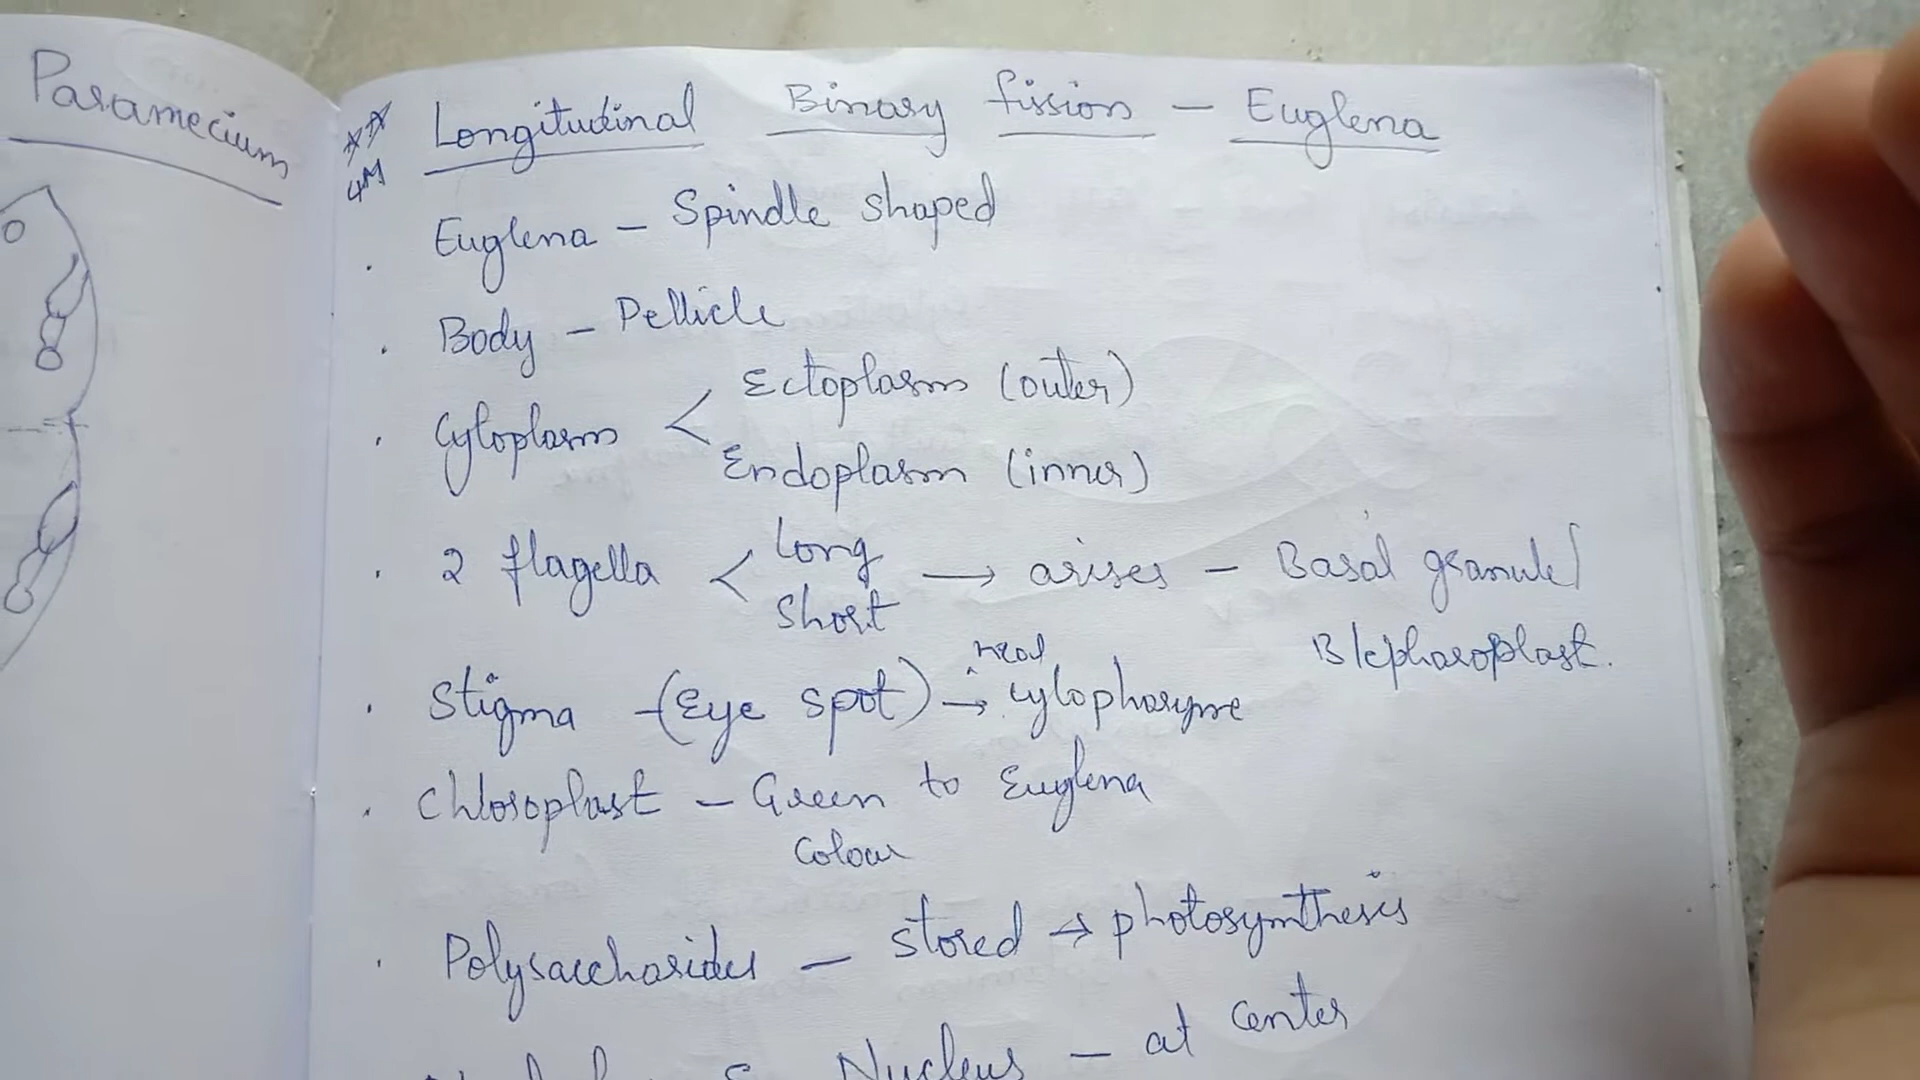 Paramecium
** Longitudinal Binary fission – Euglena
4M
. Euglena – Spindle shaped
. Body – Pellicle
. Cytoplasm < Ectoplasm (outer)
Endoplasm (inner)
. 2 flagella < Long
Short → arises – Basal granule/
Blepharoplast.
. Stigma – (Eye spot) → near cytopharynx
. Chloroplast – Green to Euglena
Colour
. Polysaccharides – stored → photosynthesis
Nucleus – at center